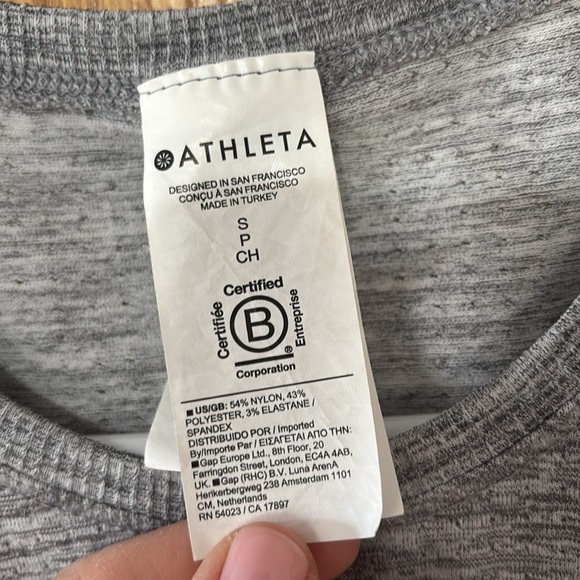 ATHLETA
DESIGNED IN SAN FRANCISCO
CONÇU À SAN FRANCISCO
MADE IN TURKEY
S
P
CH
Certified
Certifiée
B
Entreprise
®
Corporation
US/GB: 54% NYLON, 43%
POLYESTER, 3% ELASTANE /
SPANDEX
DISTRIBUIDO POR / Imported
By/Importe Par / ΕΙΣΑΓΕΤΑΙ ΑΠΟ ΤΗΝ:
Gap Europe Ltd., 8th Floor, 20
Farringdon Street, London, EC4A 4AB,
UK. Gap (RHC) B.V. Luna ArenA
Herikerbergweg 238 Amsterdam 1101
CM, Netherlands
RN 54023 / CA 17897